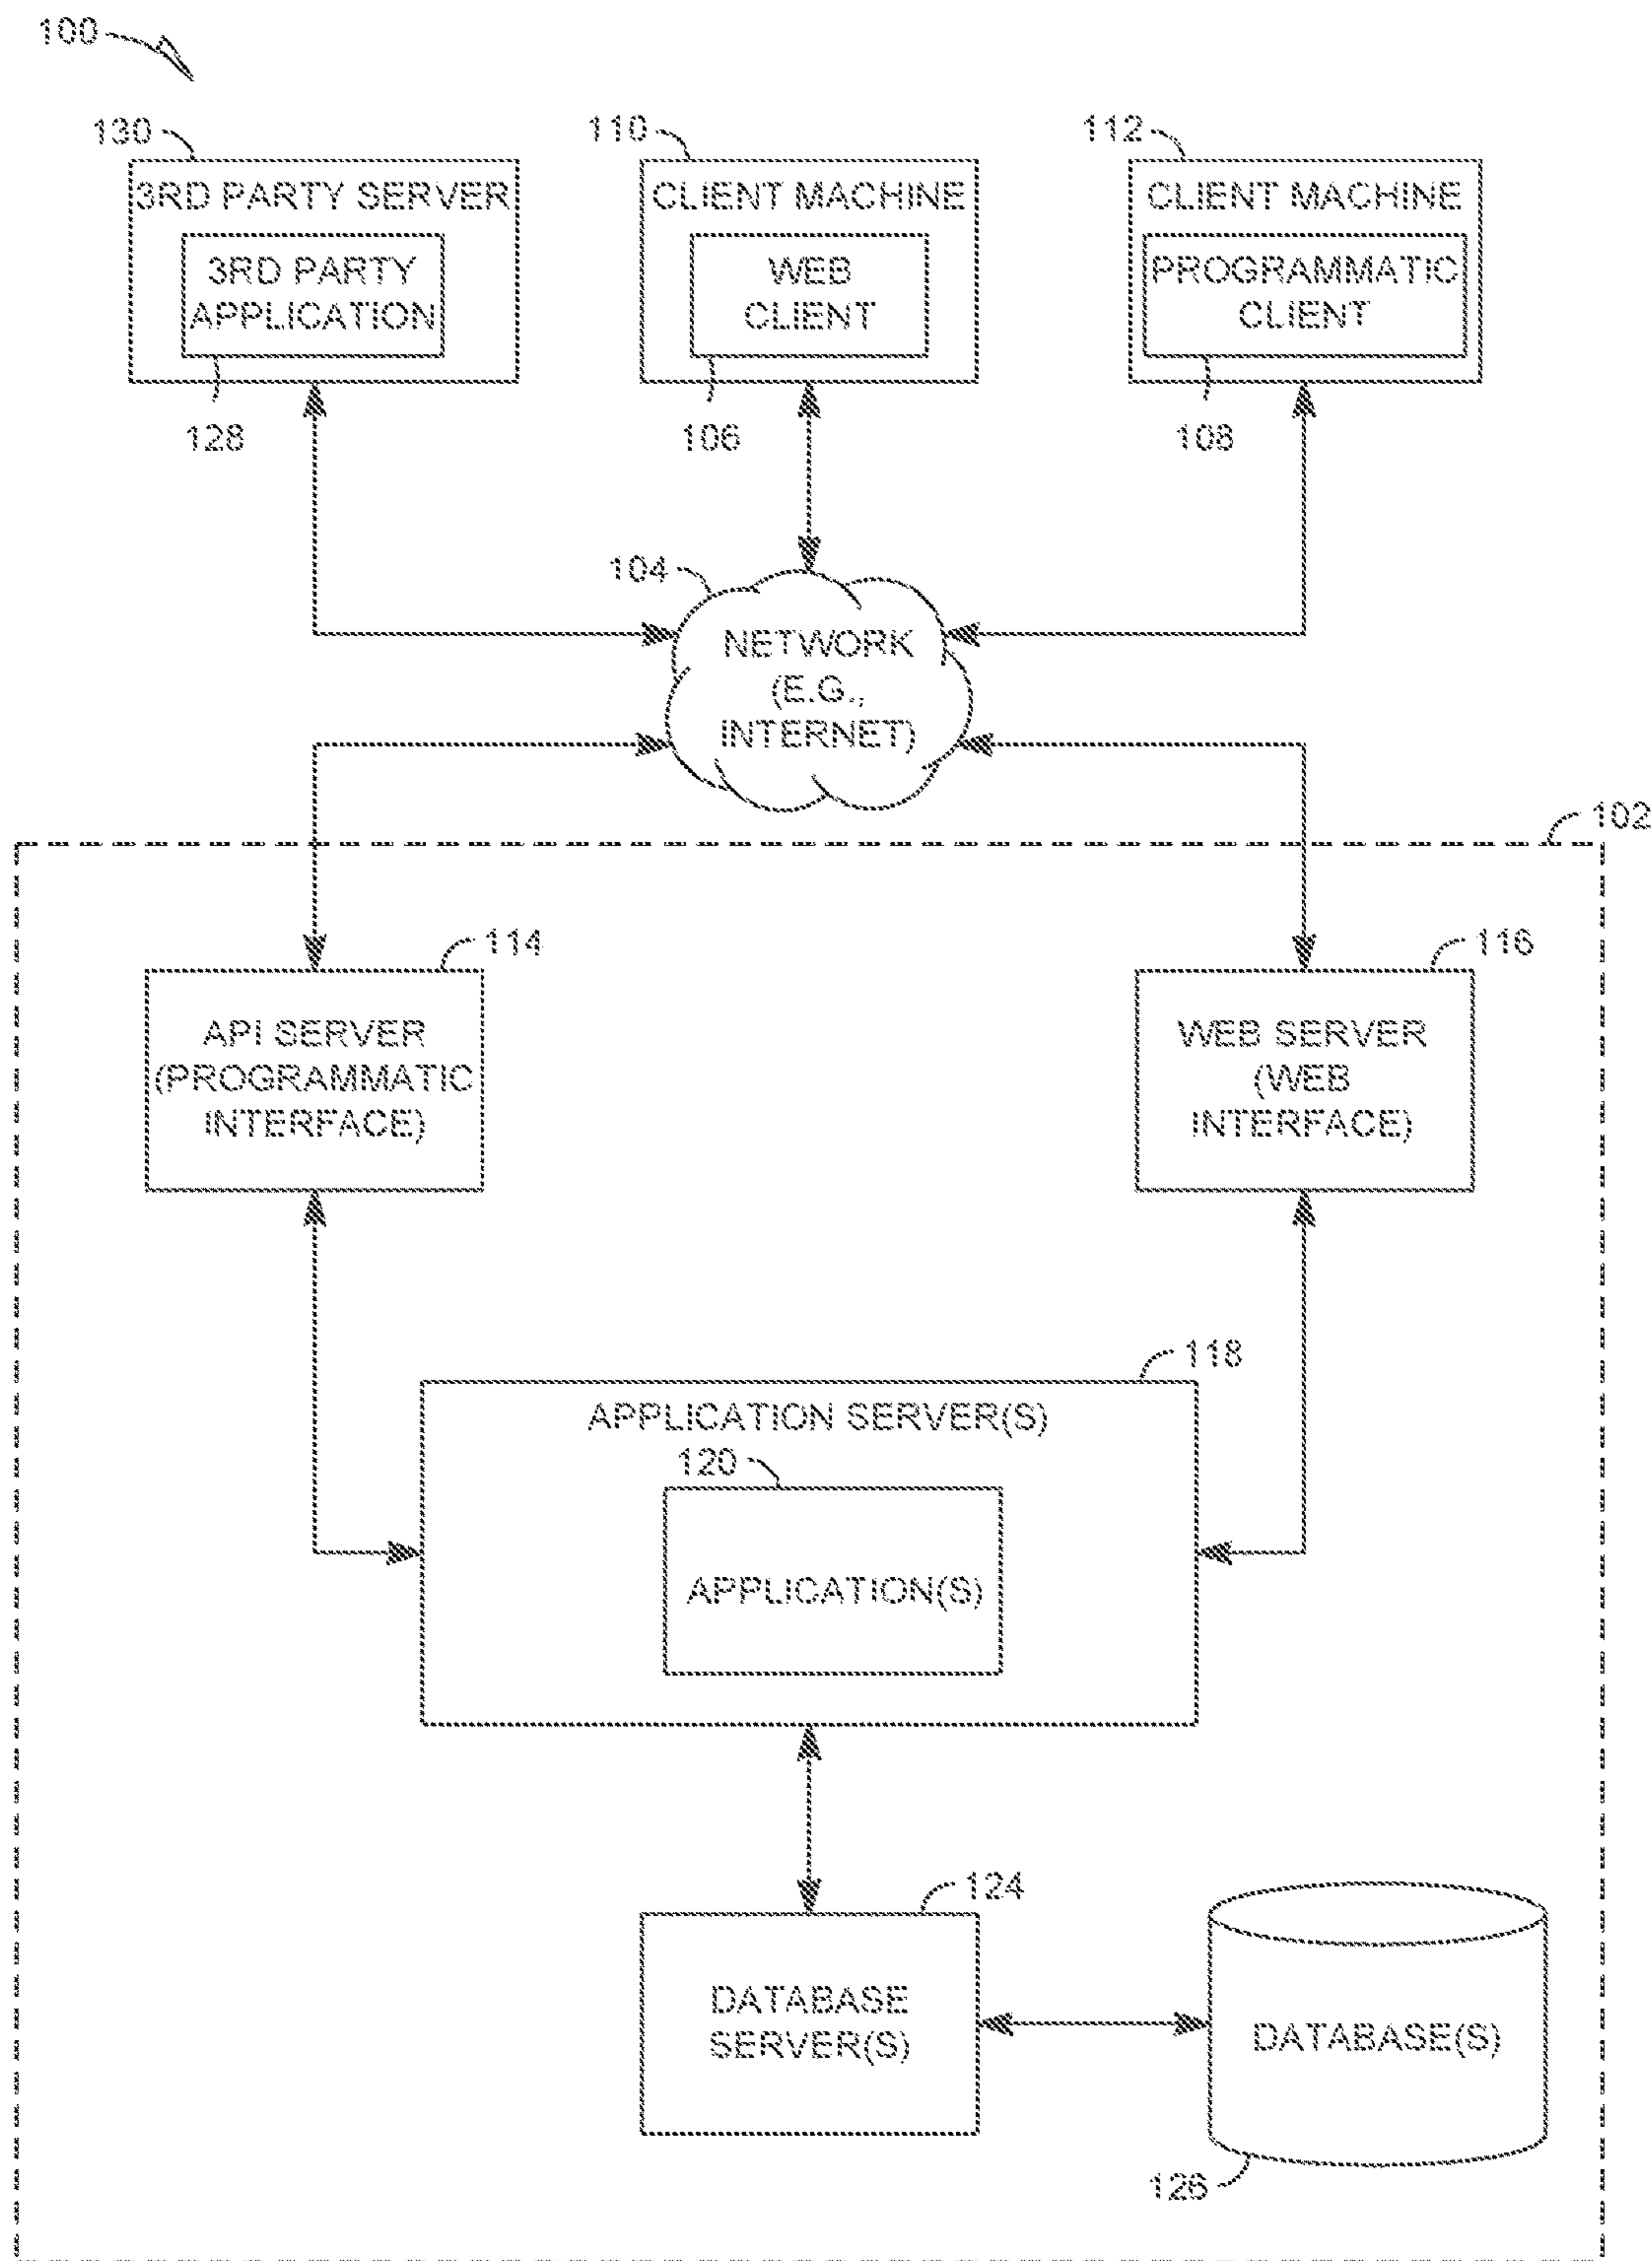 100
130
110
112
3RD PARTY SERVER
CLIENT MACHINE
CLIENT MACHINE
3RD PARTY
APPLICATION
WEB
CLIENT
PROGRAMMATIC
CLIENT
128
106
108
104
NETWORK
(E.G.,
INTERNET)
102
114
116
API SERVER
(PROGRAMMATIC
INTERFACE)
WEB SERVER
(WEB
INTERFACE)
118
APPLICATION SERVER(S)
120
APPLICATION(S)
124
DATABASE
SERVER(S)
DATABASE(S)
126